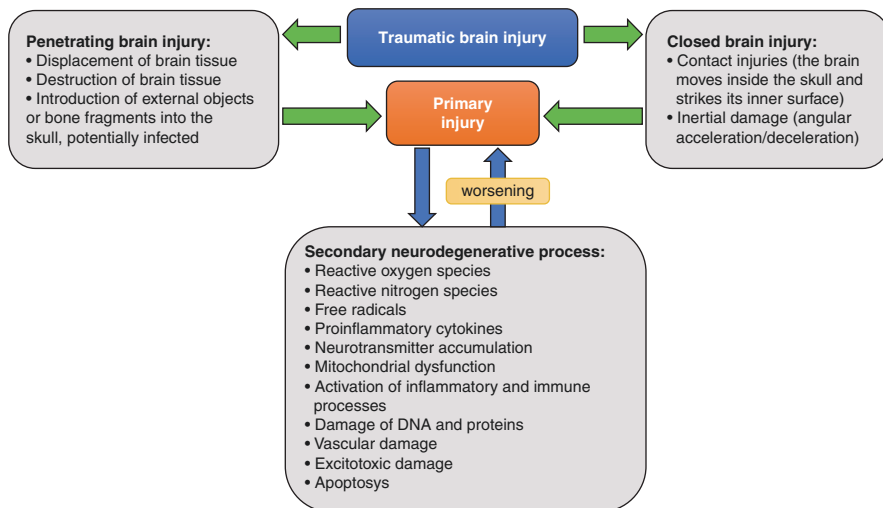 Traumatic brain injury
Penetrating brain injury:
• Displacement of brain tissue
• Destruction of brain tissue
• Introduction of external objects
or bone fragments into the
skull, potentially infected
Closed brain injury:
• Contact injuries (the brain
moves inside the skull and
strikes its inner surface)
• Inertial damage (angular
acceleration/deceleration)
Primary
injury
worsening
Secondary neurodegenerative process:
• Reactive oxygen species
• Reactive nitrogen species
• Free radicals
• Proinflammatory cytokines
• Neurotransmitter accumulation
• Mitochondrial dysfunction
• Activation of inflammatory and immune
processes
• Damage of DNA and proteins
• Vascular damage
• Excitotoxic damage
• Apoptosys